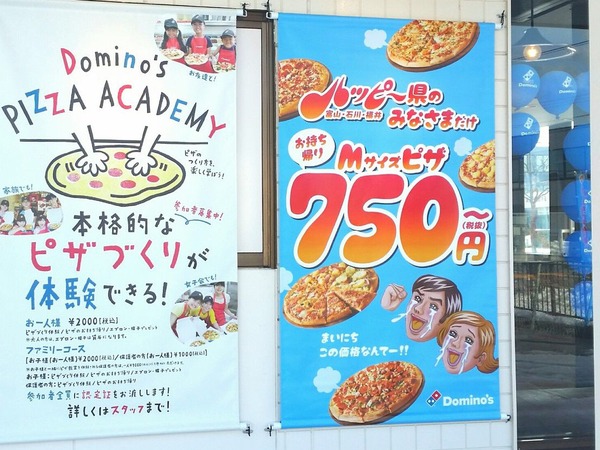 Domino's
PIZZA ACADEMY
お友達と!
ピザの
つくり方を、
楽しく学ぼう!
家族でも!
参加者募集中!
本格的な
ピザづくりが
体験できる!
女子会でも!
お一人様 ¥2000[税込]
ファミリーコース
参加者全員に認定証をお渡しします!
詳しくはスタッフまで!
ハッピー県の
富山・石川・福井
みなさまだけ
お持ち
帰り
Mサイズピザ
750円~
(税抜)
まいにち
この価格なんてー!!
Domino's
Domino's